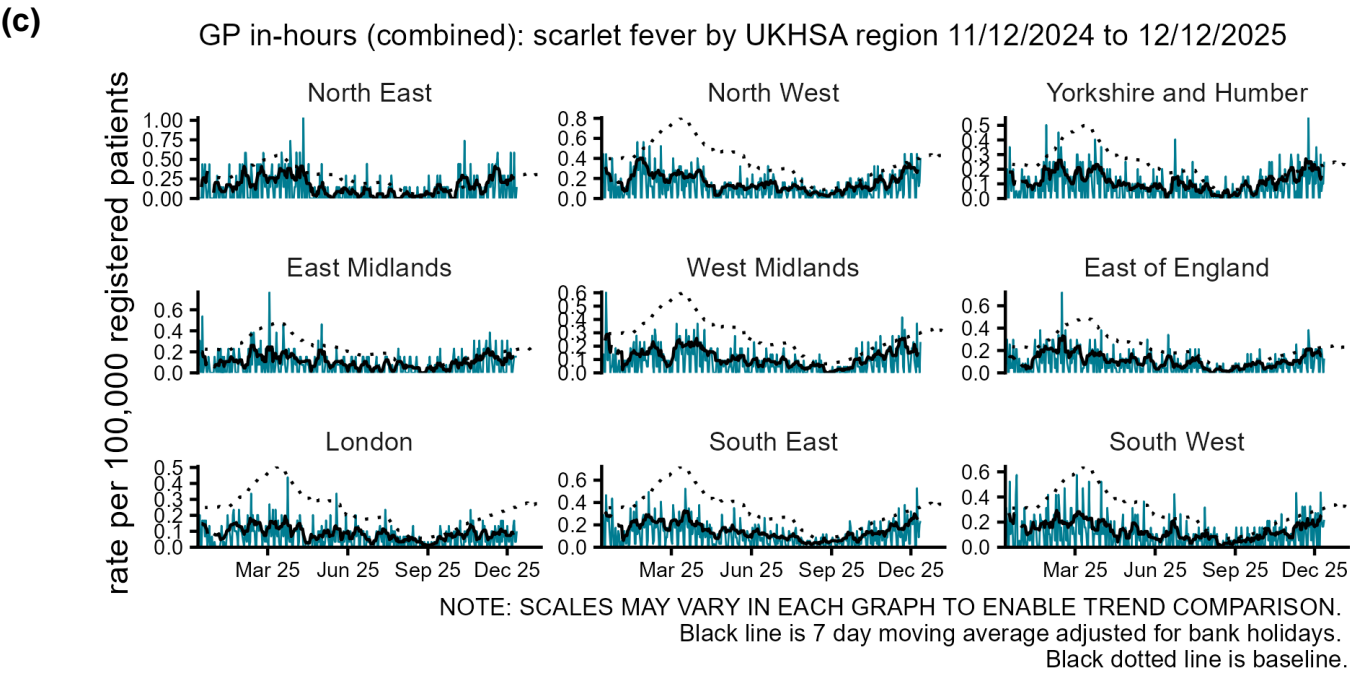 (c)
GP in-hours (combined): scarlet fever by UKHSA region 11/12/2024 to 12/12/2025
rate per 100,000 registered patients
North East
1.00
0.75
0.50
0.25
0.00
North West
0.8
0.6
0.4
0.2
0.0
Yorkshire and Humber
0.5
0.4
0.3
0.2
0.1
0.0
East Midlands
0.6
0.4
0.2
0.0
West Midlands
0.6
0.5
0.4
0.3
0.2
0.1
0.0
East of England
0.6
0.4
0.2
0.0
London
0.5
0.4
0.3
0.2
0.1
0.0
Mar 25 Jun 25 Sep 25 Dec 25
South East
0.6
0.4
0.2
0.0
Mar 25 Jun 25 Sep 25 Dec 25
South West
0.6
0.4
0.2
0.0
Mar 25 Jun 25 Sep 25 Dec 25
NOTE: SCALES MAY VARY IN EACH GRAPH TO ENABLE TREND COMPARISON.
Black line is 7 day moving average adjusted for bank holidays.
Black dotted line is baseline.